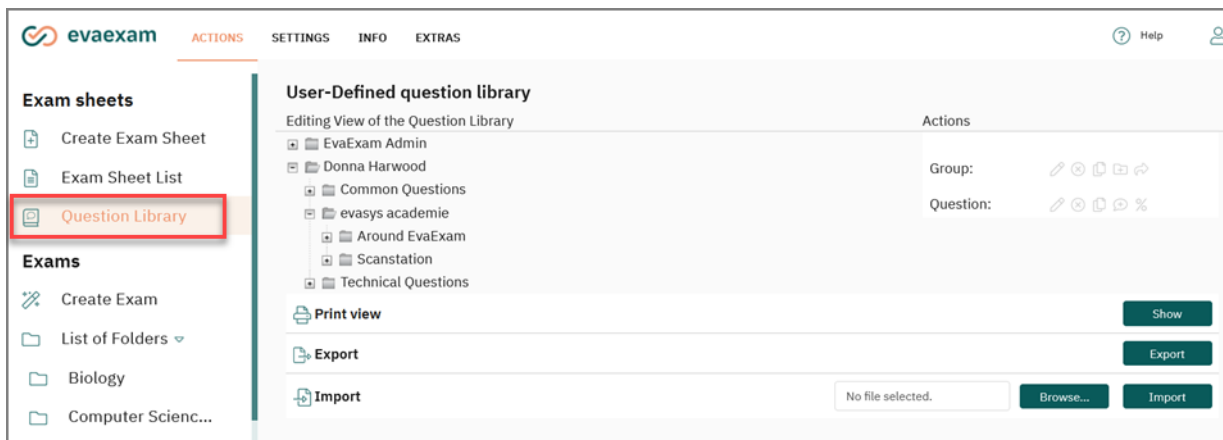 evaexam ACTIONS SETTINGS INFO EXTRAS Help
Exam sheets
Create Exam Sheet
Exam Sheet List
Question Library
Exams
Create Exam
List of Folders
Biology
Computer Scienc...
User-Defined question library
Editing View of the Question Library Actions
EvaExam Admin
Donna Harwood
Common Questions
evasys academie
Around EvaExam
Scanstation
Technical Questions
Group:
Question:
Print view Show
Export Export
Import No file selected. Browse... Import